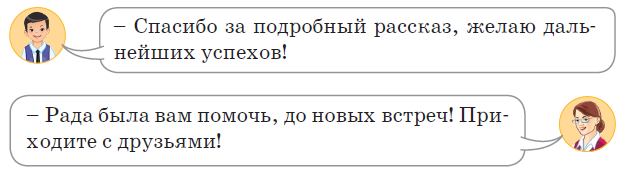 – Спасибо за подробный рассказ, желаю даль-
нейших успехов!
– Рада была вам помочь, до новых встреч! При-
ходите с друзьями!